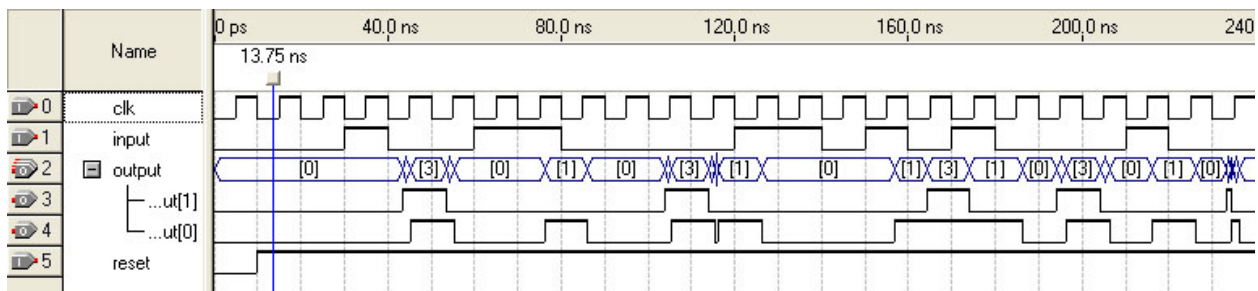 0 ps 40.0 ns 80.0 ns 120.0 ns 160.0 ns 200.0 ns 240
Name
13.75 ns
0 clk
1 input
2 output [0] [3] [0] [1] [0] [3] [1] [0] [1] [3] [1] [0] [3] [0] [1] [0]
3 ...ut[1]
4 ...ut[0]
5 reset